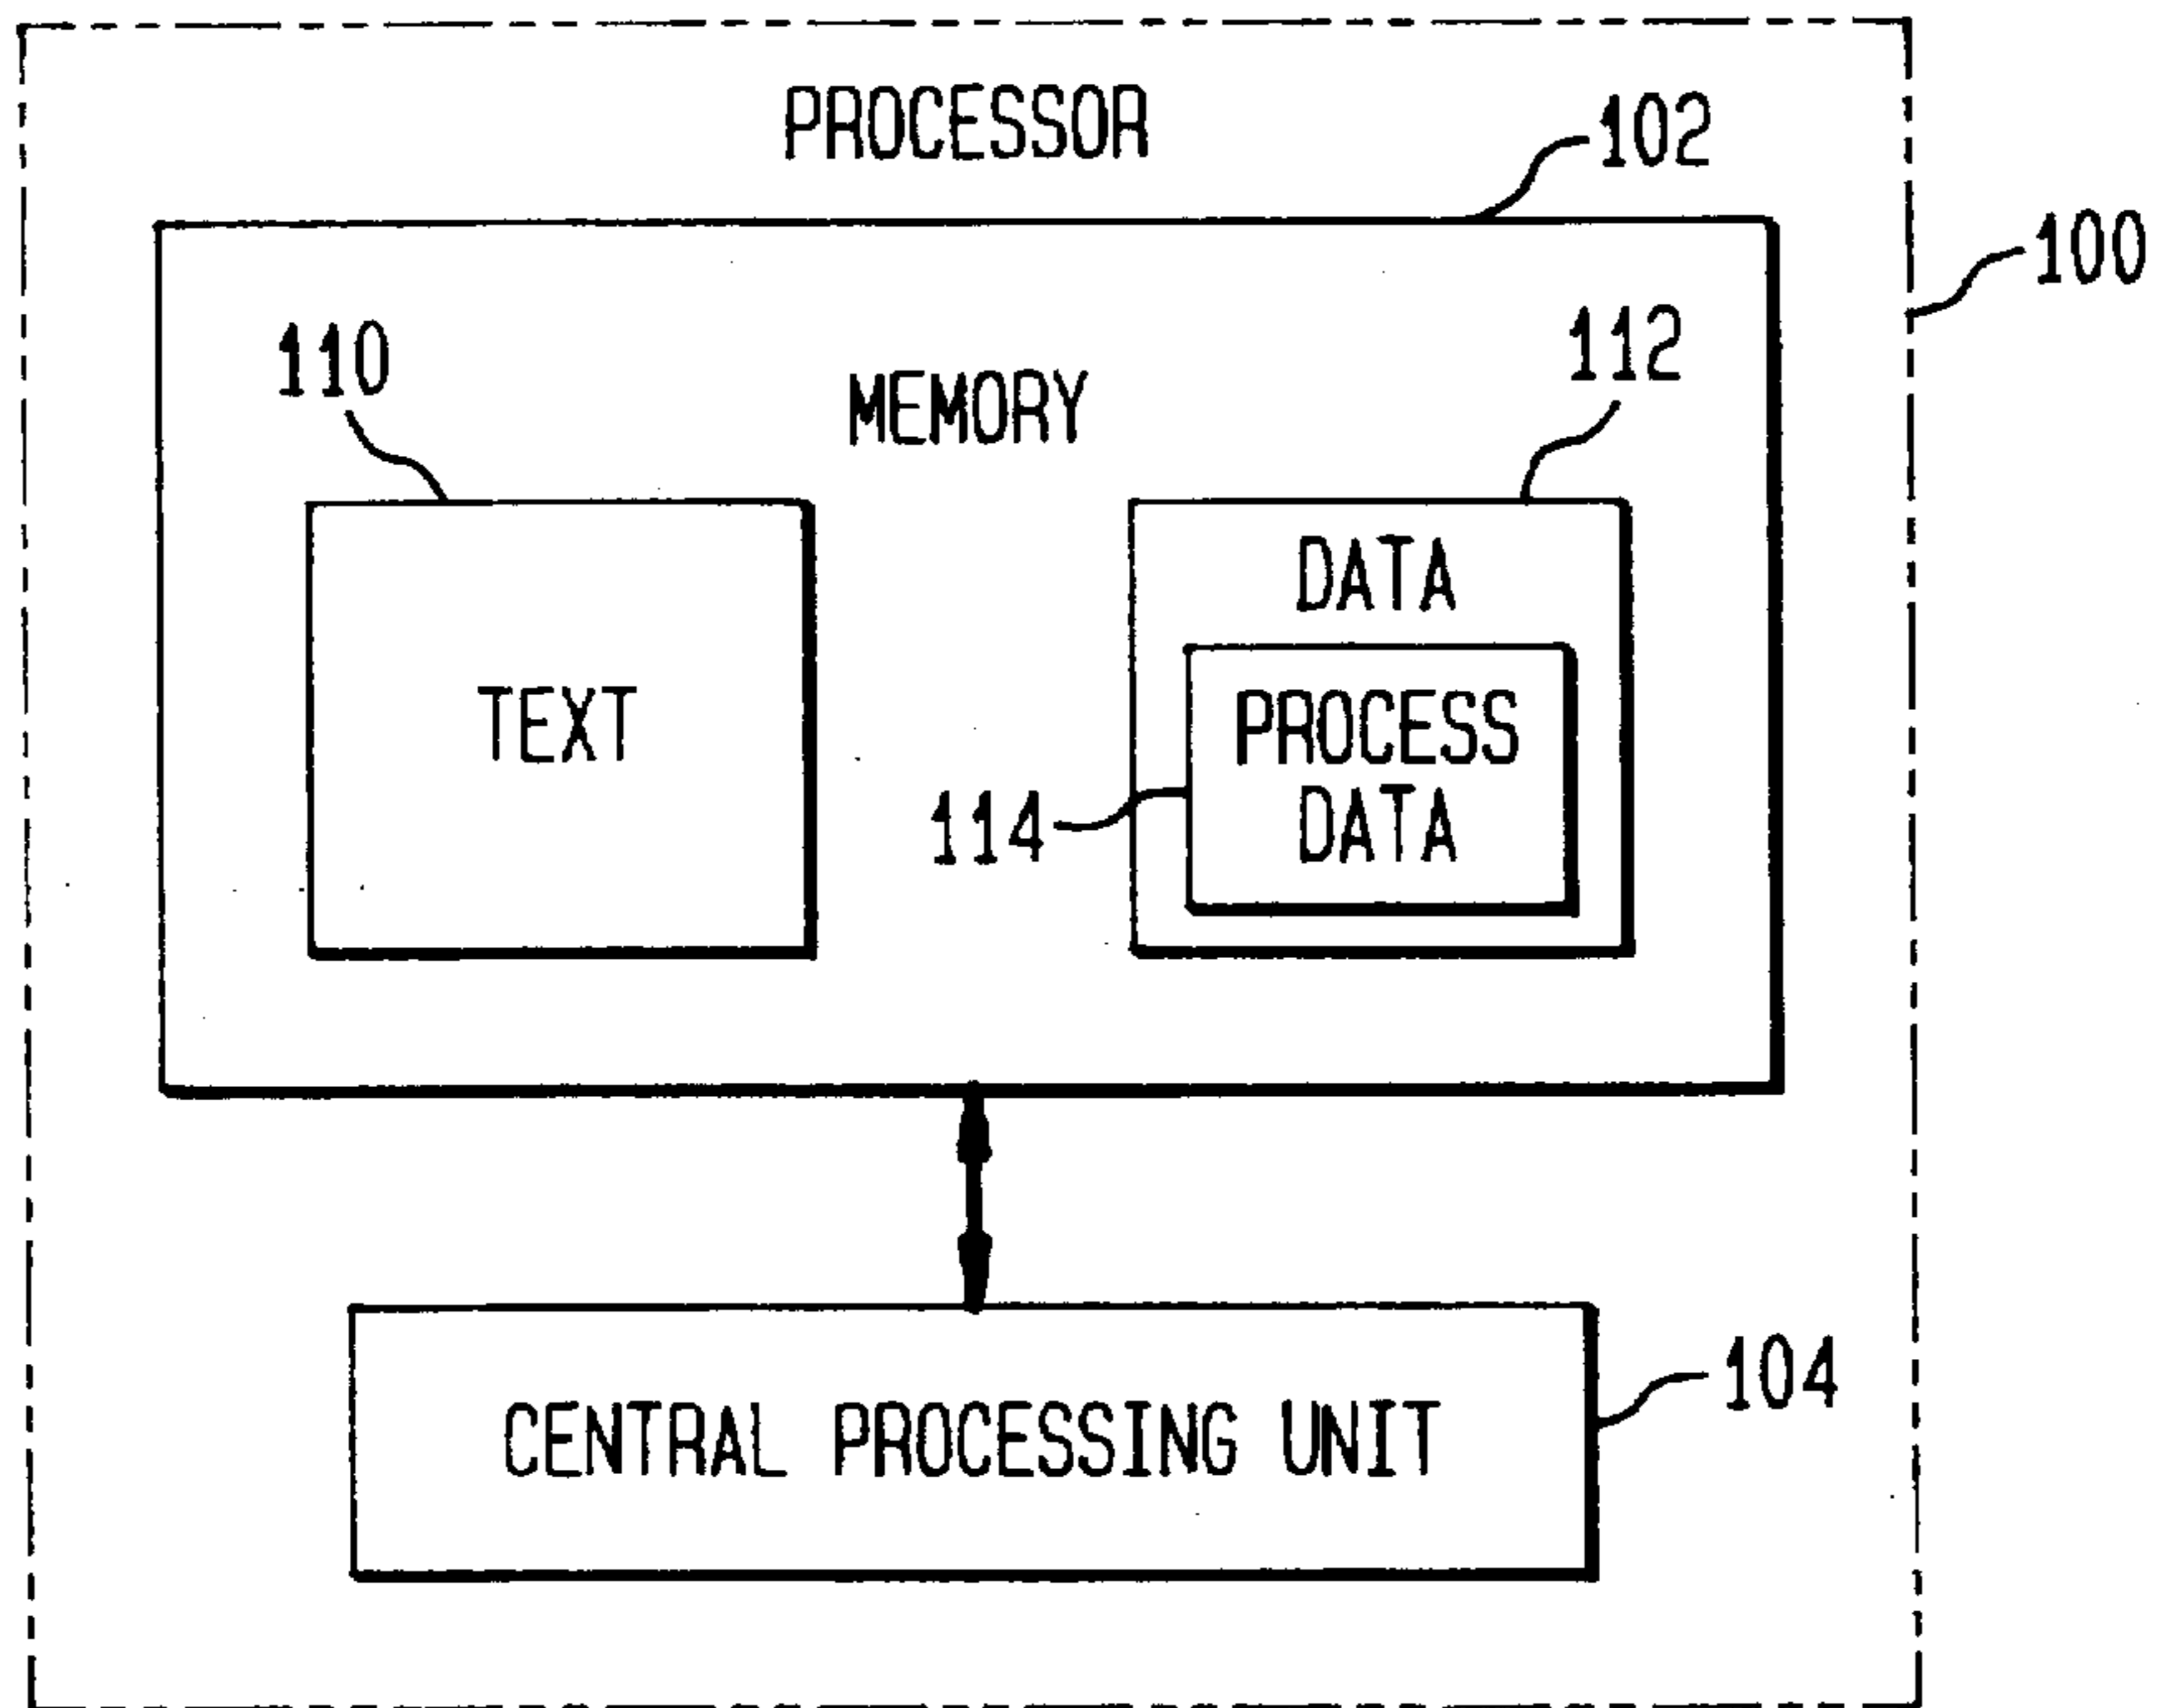 PROCESSOR
102
100
110
112
MEMORY
DATA
TEXT
PROCESS
DATA
114
104
CENTRAL PROCESSING UNIT